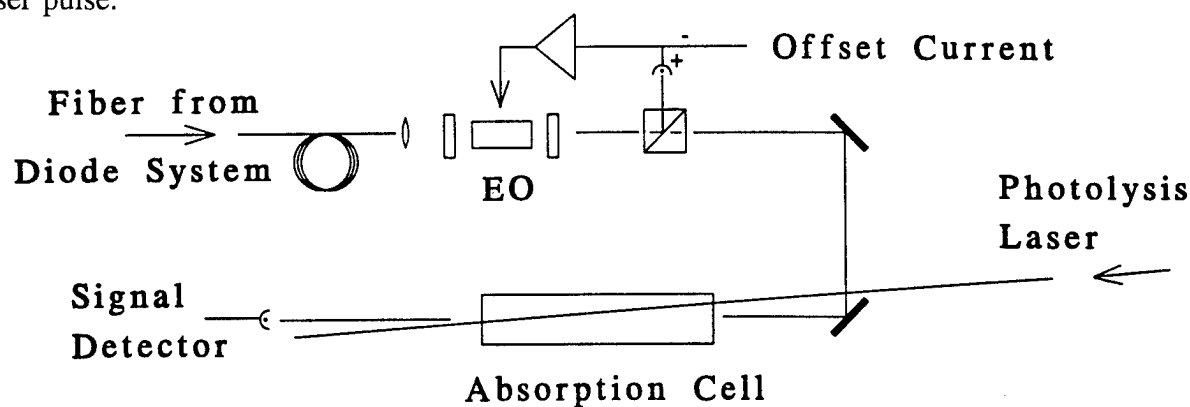 ser pulse.
- Offset Current
+
Fiber from
Diode System
EO
Photolysis
Laser
Signal
Detector
Absorption Cell